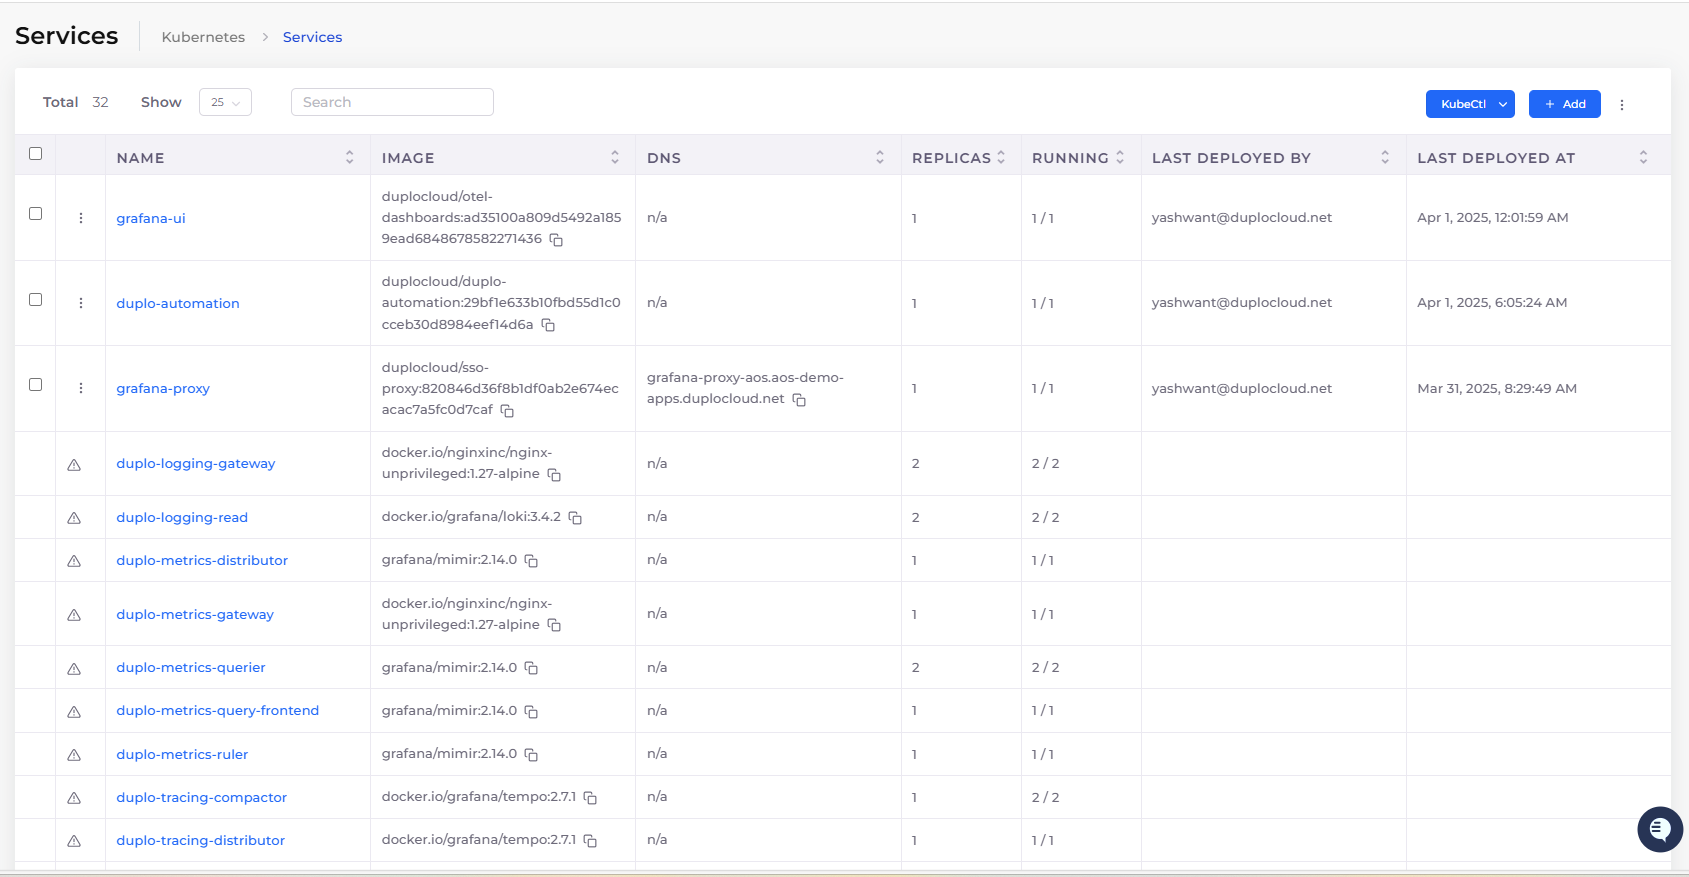 Services
Kubernetes > Services
Total 32 Show 25 Search KubeCtl + Add
NAME IMAGE DNS REPLICAS RUNNING LAST DEPLOYED BY LAST DEPLOYED AT
grafana-ui
duplocloud/otel-
dashboards:ad35100a809d5492a185
9ead6848678582271436
n/a 1 1 / 1 yashwant@duplocloud.net Apr 1, 2025, 12:01:59 AM
duplo-automation
duplocloud/duplo-
automation:29bf1e633b10fbd55d1c0
cceb30d8984eef14d6a
n/a 1 1 / 1 yashwant@duplocloud.net Apr 1, 2025, 6:05:24 AM
grafana-proxy
duplocloud/sso-
proxy:820846d36f8b1df0ab2e674ec
acac7a5fc0d7caf
grafana-proxy-aos.aos-demo-
apps.duplocloud.net
1 1 / 1 yashwant@duplocloud.net Mar 31, 2025, 8:29:49 AM
duplo-logging-gateway
docker.io/nginxinc/nginx-
unprivileged:1.27-alpine
n/a 2 2 / 2
duplo-logging-read docker.io/grafana/loki:3.4.2 n/a 2 2 / 2
duplo-metrics-distributor grafana/mimir:2.14.0 n/a 1 1 / 1
duplo-metrics-gateway
docker.io/nginxinc/nginx-
unprivileged:1.27-alpine
n/a 1 1 / 1
duplo-metrics-querier grafana/mimir:2.14.0 n/a 2 2 / 2
duplo-metrics-query-frontend grafana/mimir:2.14.0 n/a 1 1 / 1
duplo-metrics-ruler grafana/mimir:2.14.0 n/a 1 1 / 1
duplo-tracing-compactor docker.io/grafana/tempo:2.7.1 n/a 1 2 / 2
duplo-tracing-distributor docker.io/grafana/tempo:2.7.1 n/a 1 1 / 1